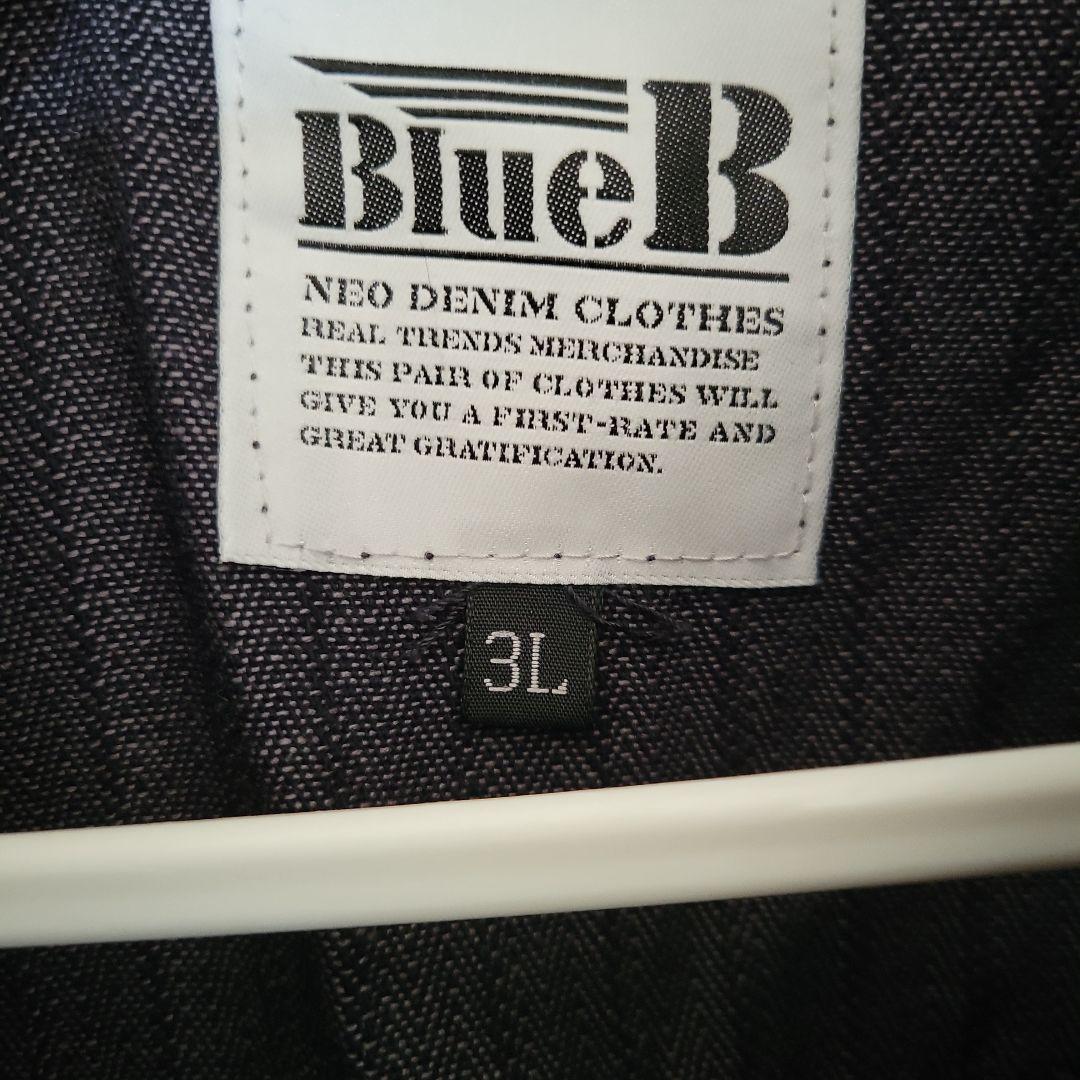 BlueB
NEO DENIM CLOTHES
REAL TRENDS MERCHANDISE
THIS PAIR OF CLOTHES WILL
GIVE YOU A FIRST-RATE AND
GREAT GRATIFICATION.
3L